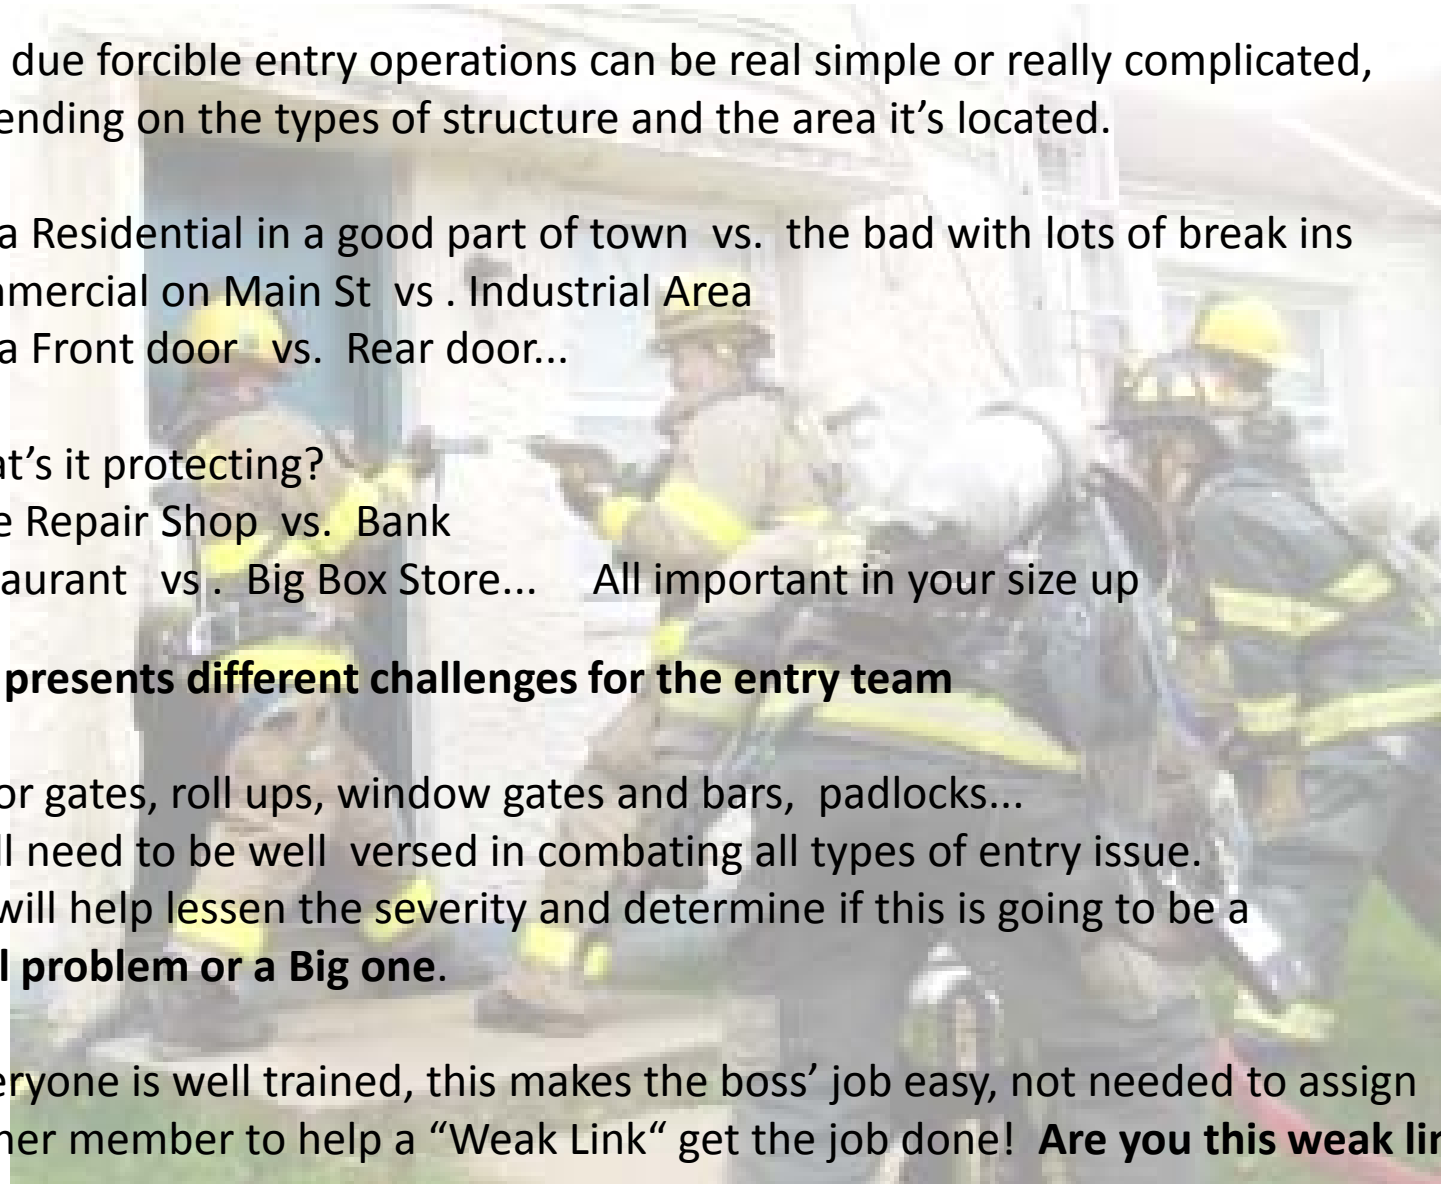 due forcible entry operations can be real simple or really complicated,
ending on the types of structure and the area it's located.
a Residential in a good part of town vs. the bad with lots of break ins
mmercial on Main St vs . Industrial Area
a Front door vs. Rear door...
at's it protecting?
e Repair Shop vs. Bank
aurant vs . Big Box Store... All important in your size up
presents different challenges for the entry team
or gates, roll ups, window gates and bars, padlocks...
ll need to be well versed in combating all types of entry issue.
will help lessen the severity and determine if this is going to be a
l problem or a Big one.
eryone is well trained, this makes the boss' job easy, not needed to assign
her member to help a “Weak Link“ get the job done! Are you this weak lin